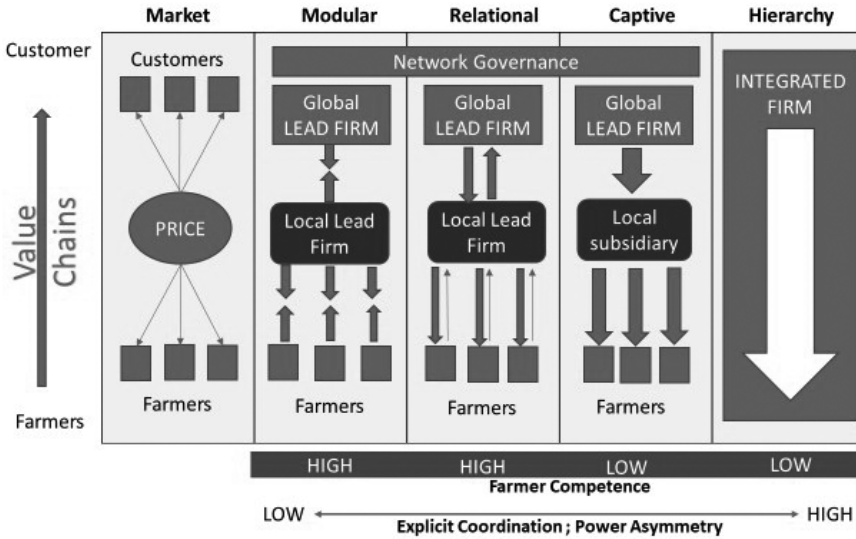 Market Modular Relational Captive Hierarchy
Customer
Customers
Network Governance
Global
LEAD FIRM
Global
LEAD FIRM
Global
LEAD FIRM
INTEGRATED
FIRM
Value
Chains
PRICE
Local Lead
Firm
Local Lead
Firm
Local
subsidiary
Farmers
Farmers
Farmers
Farmers
Farmers
HIGH HIGH LOW LOW
Farmer Competence
LOW HIGH
Explicit Coordination ; Power Asymmetry